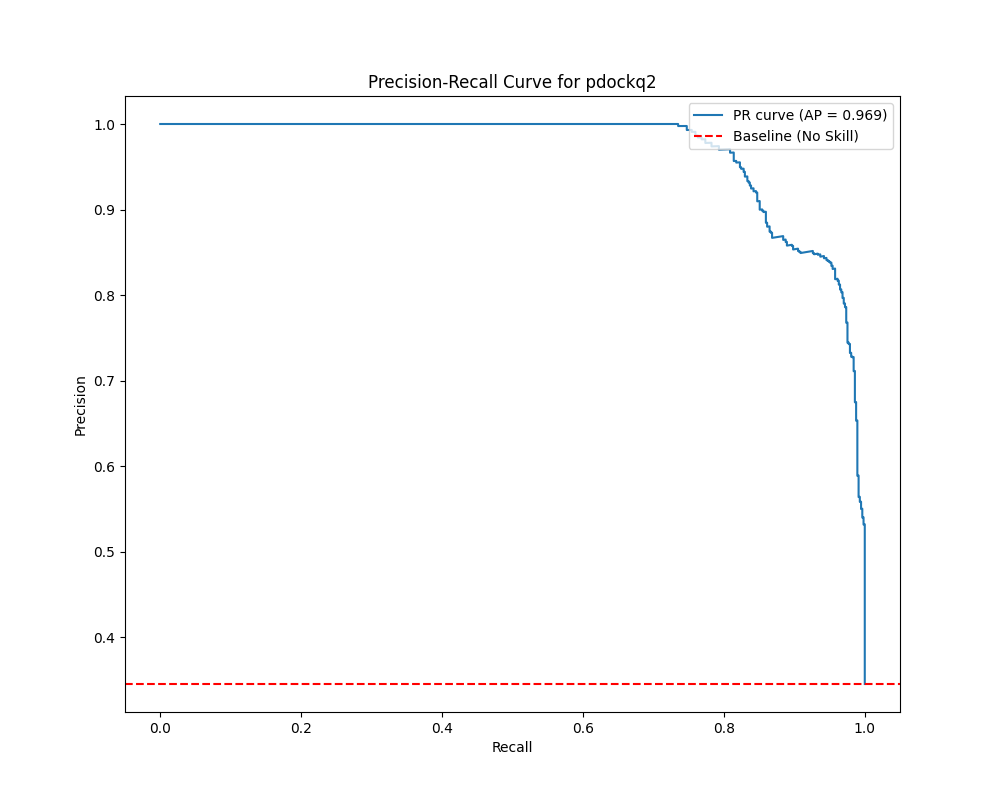 Precision-Recall Curve for pdockq2
PR curve (AP = 0.969)
Baseline (No Skill)
Precision
1.0
0.9
0.8
0.7
0.6
0.5
0.4
0.0 0.2 0.4 0.6 0.8 1.0
Recall